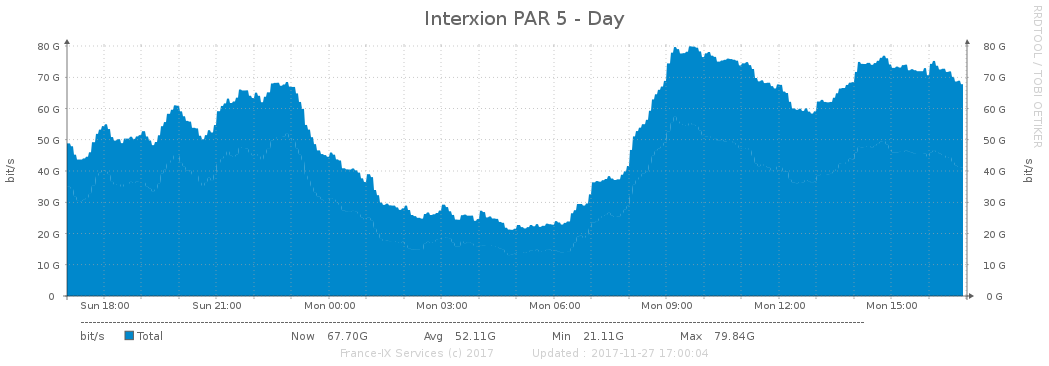 Interxion PAR 5 - Day
RRDTOOL / TOBI OETIKER
80 G 80 G
70 G 70 G
60 G 60 G
50 G 50 G
40 G 40 G
30 G 30 G
20 G 20 G
10 G 10 G
0 0 G
bit/s bit/s
Sun 18:00 Sun 21:00 Mon 00:00 Mon 03:00 Mon 06:00 Mon 09:00 Mon 12:00 Mon 15:00
bit/s Total Now 67.70G Avg 52.11G Min 21.11G Max 79.84G
France-IX Services (c) 2017 Updated : 2017-11-27 17:00:04